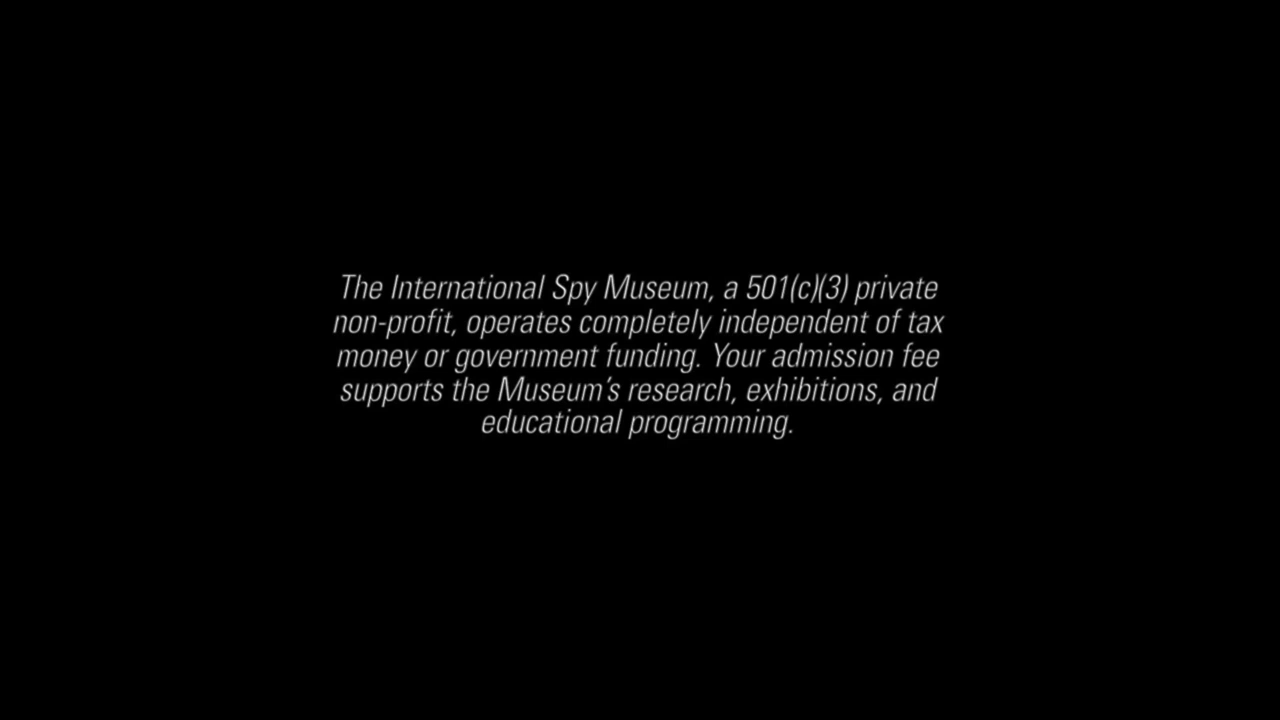 The International Spy Museum, a 501(c)(3) private
non-profit, operates completely independent of tax
money or government funding. Your admission fee
supports the Museum's research, exhibitions, and
educational programming.